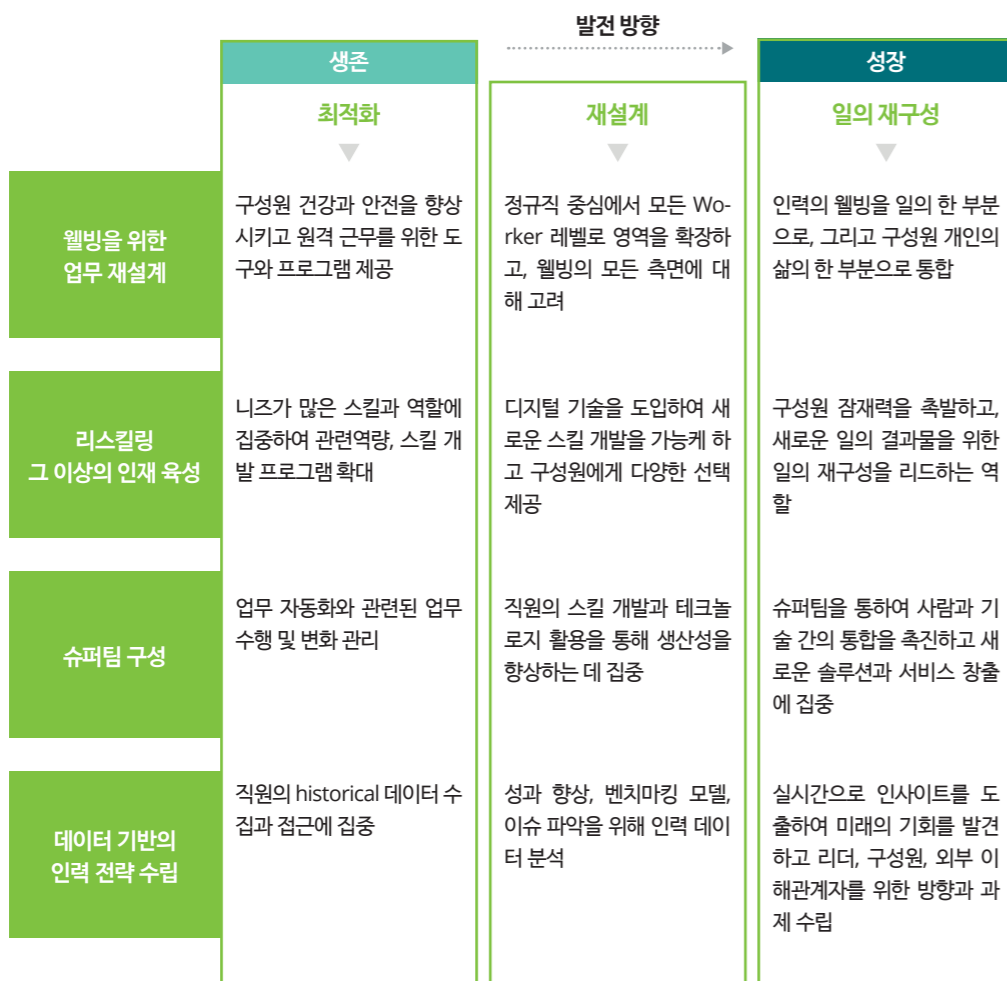 발전 방향
생존
성장
최적화
재설계
일의 재구성
웰빙을 위한
업무 재설계
구성원 건강과 안전을 향상
시키고 원격 근무를 위한 도
구와 프로그램 제공
정규직 중심에서 모든 Wo-
rker 레벨로 영역을 확장하
고, 웰빙의 모든 측면에 대
해 고려
인력의 웰빙을 일의 한 부분
으로, 그리고 구성원 개인의
삶의 한 부분으로 통합
리스킬링
그 이상의 인재 육성
니즈가 많은 스킬과 역할에
집중하여 관련역량, 스킬 개
발 프로그램 확대
디지털 기술을 도입하여 새
로운 스킬 개발을 가능케 하
고 구성원에게 다양한 선택
제공
구성원 잠재력을 촉발하고,
새로운 일의 결과물을 위한
일의 재구성을 리드하는 역
할
슈퍼팀 구성
업무 자동화와 관련된 업무
수행 및 변화 관리
직원의 스킬 개발과 테크놀
로지 활용을 통해 생산성을
향상하는 데 집중
슈퍼팀을 통하여 사람과 기
술 간의 통합을 촉진하고 새
로운 솔루션과 서비스 창출
에 집중
데이터 기반의
인력 전략 수립
직원의 historical 데이터 수
집과 접근에 집중
성과 향상, 벤치마킹 모델,
이슈 파악을 위해 인력 데이
터 분석
실시간으로 인사이트를 도
출하여 미래의 기회를 발견
하고 리더, 구성원, 외부 이
해관계자를 위한 방향과 과
제 수립